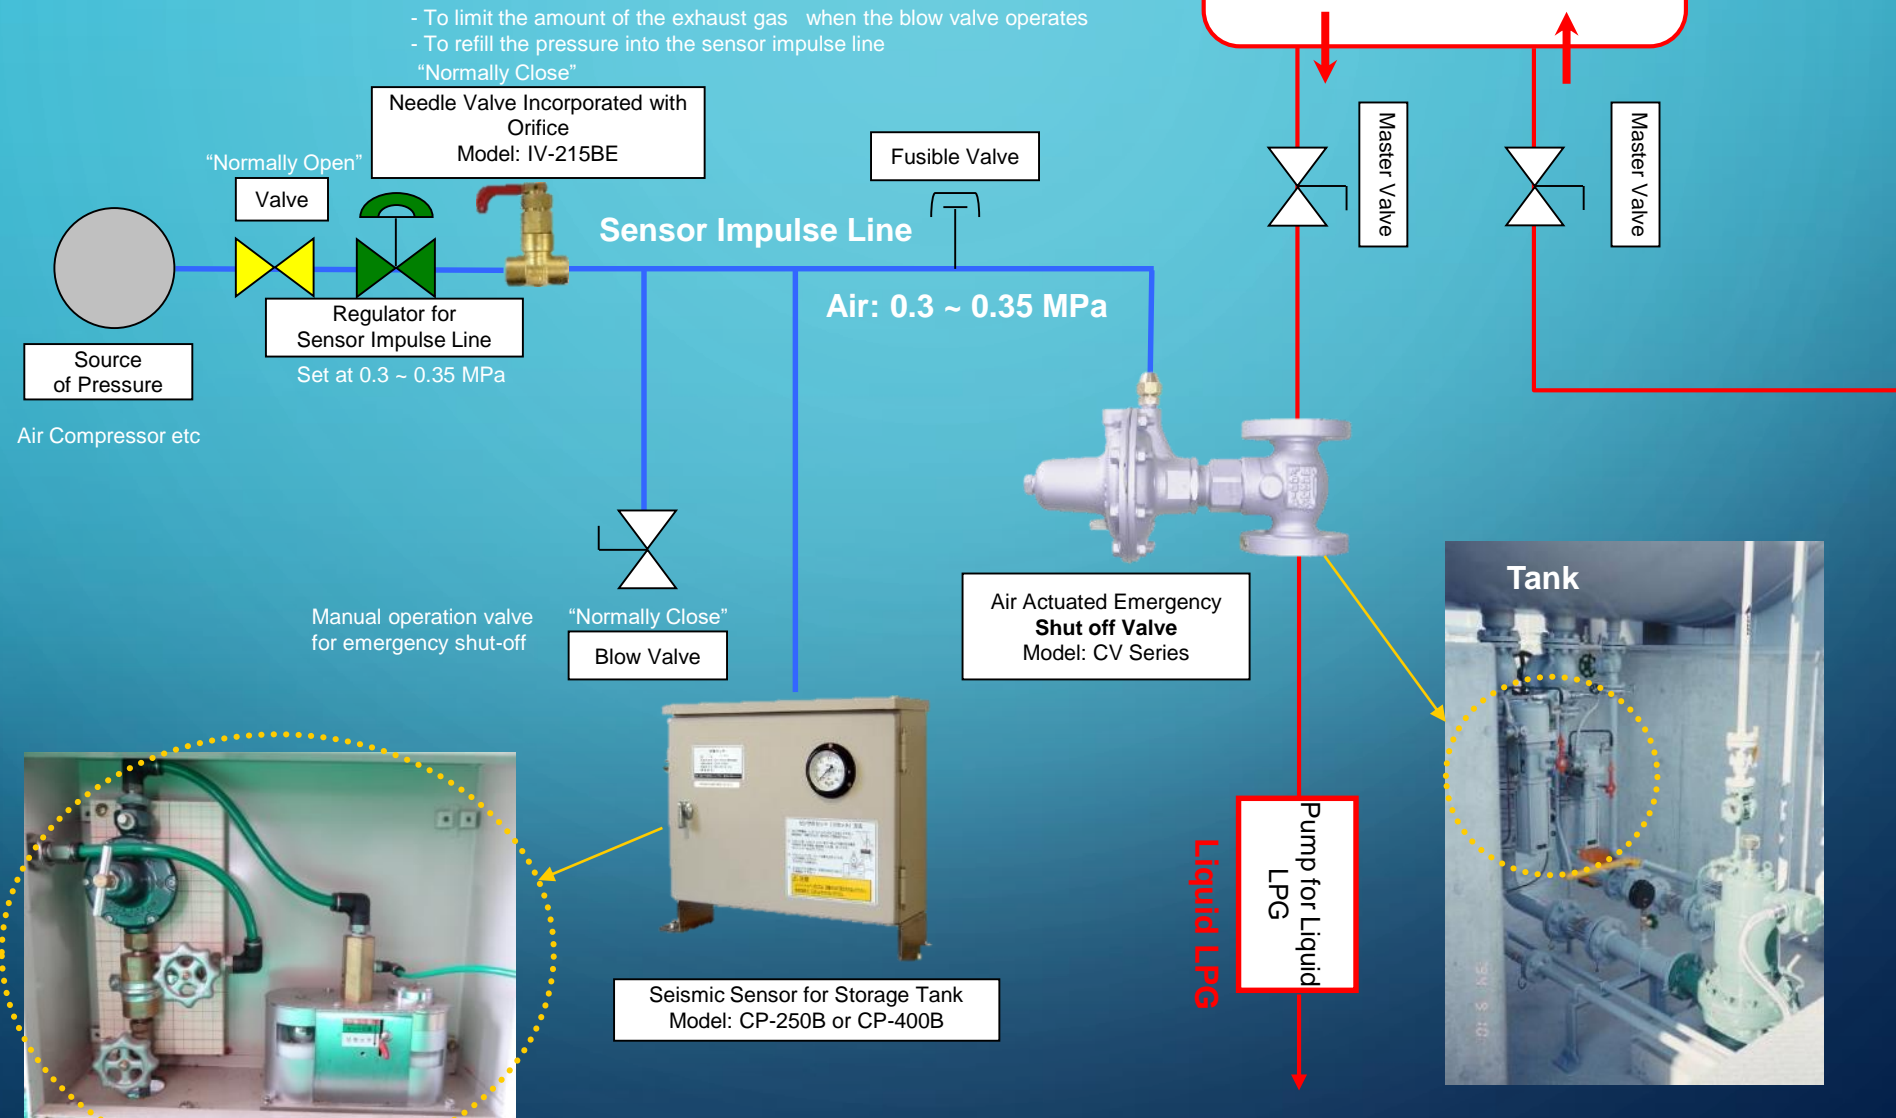 - To limit the amount of the exhaust gas when the blow valve operates
- To refill the pressure into the sensor impulse line
“Normally Close”
Needle Valve Incorporated with
Orifice
Model: IV-215BE
“Normally Open”
Valve
Fusible Valve
Master Valve
Master Valve
Sensor Impulse Line
Air: 0.3 ~ 0.35 MPa
Regulator for
Sensor Impulse Line
Set at 0.3 ~ 0.35 MPa
Source
of Pressure
Air Compressor etc
Manual operation valve
for emergency shut-off
“Normally Close”
Blow Valve
Air Actuated Emergency
Shut off Valve
Model: CV Series
Tank
Liquid LPG
Pump for Liquid
LPG
Seismic Sensor for Storage Tank
Model: CP-250B or CP-400B